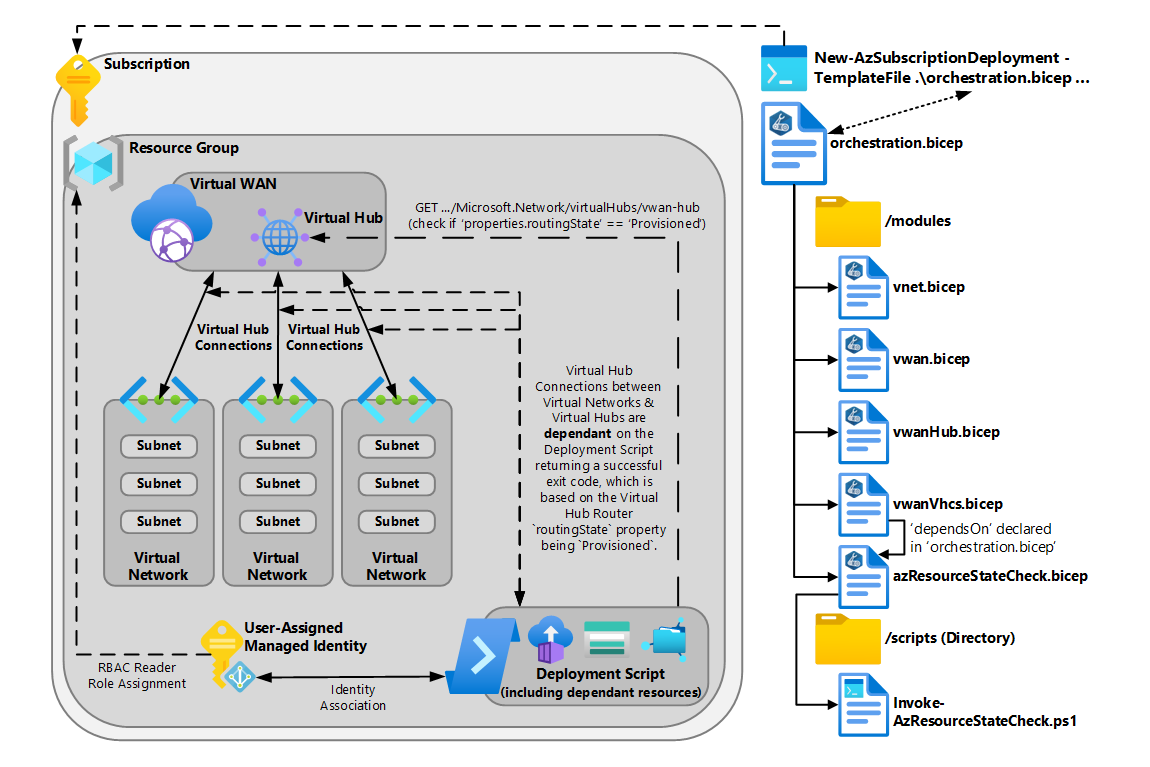 Subscription
Resource Group
Virtual WAN
Virtual Hub
GET .../Microsoft.Network/virtualHubs/vwan-hub
(check if 'properties.routingState' == 'Provisioned')
Virtual Hub
Connections
Virtual Hub
Connections
Virtual Hub
Connections between
Virtual Networks &
Virtual Hubs are
dependant on the
Deployment Script
returning a successful
exit code, which is
based on the Virtual
Hub Router
`routingState` property
being `Provisioned`.
Subnet
Subnet
Subnet
Virtual
Network
Subnet
Subnet
Subnet
Virtual
Network
Subnet
Subnet
Subnet
Virtual
Network
User-Assigned
Managed Identity
RBAC Reader
Role Assignment
Identity
Association
Deployment Script
(including dependant resources)
New-AzSubscriptionDeployment -
TemplateFile .\orchestration.bicep ...
orchestration.bicep
/modules
vnet.bicep
vwan.bicep
vwanHub.bicep
vwanVhcs.bicep
'dependsOn' declared
in 'orchestration.bicep'
azResourceStateCheck.bicep
/scripts (Directory)
Invoke-
AzResourceStateCheck.ps1